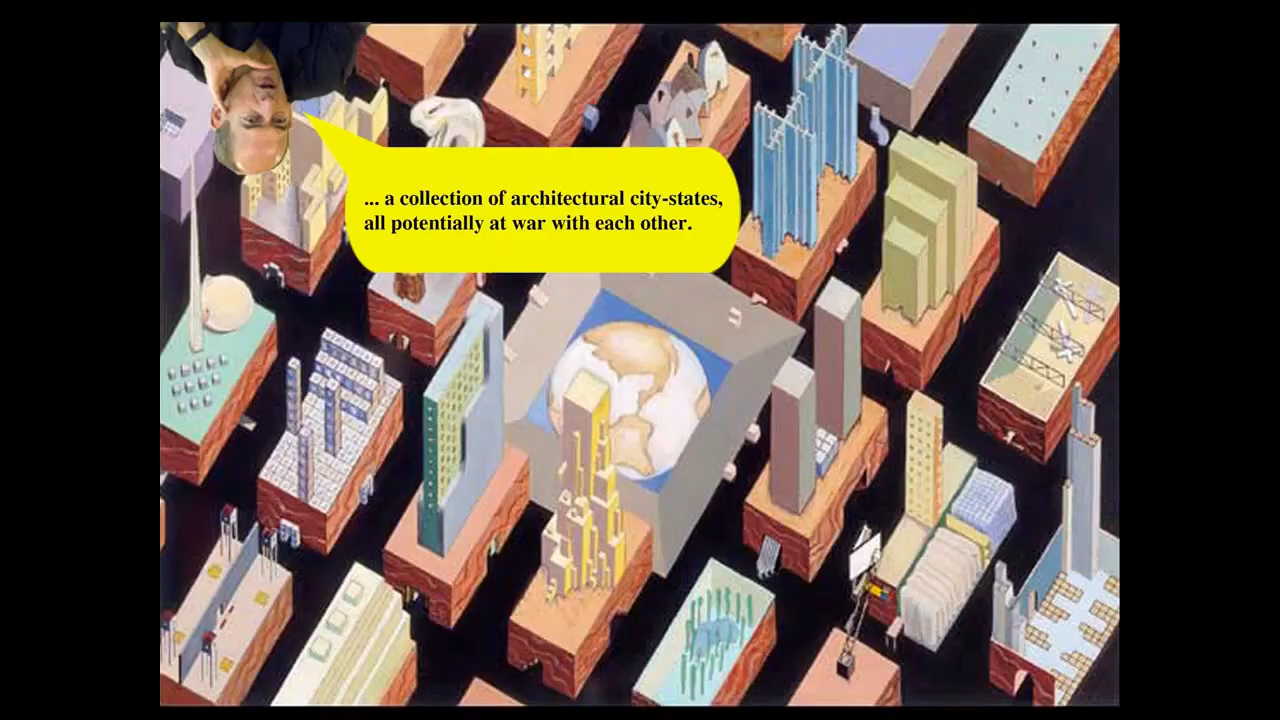 ... a collection of architectural city-states,
all potentially at war with each other.